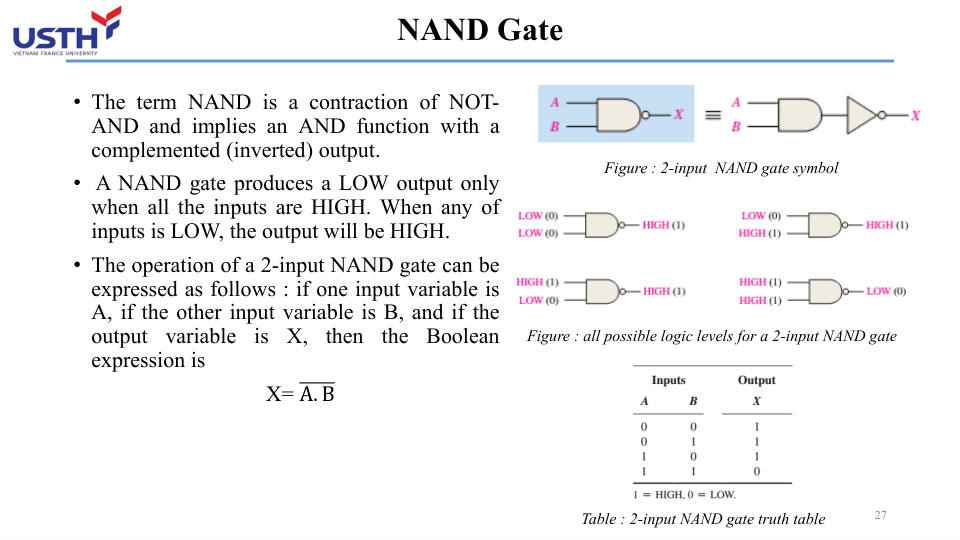 USTH
VIETNAM FRANCE UNIVERSITY
NAND Gate
• The term NAND is a contraction of NOT-
AND and implies an AND function with a
complemented (inverted) output.
• A NAND gate produces a LOW output only
when all the inputs are HIGH. When any of
inputs is LOW, the output will be HIGH.
• The operation of a 2-input NAND gate can be
expressed as follows : if one input variable is
A, if the other input variable is B, and if the
output variable is X, then the Boolean
expression is
X= A̅.̅ ̅B̅
A
B
X
≡
A
B
X
Figure : 2-input NAND gate symbol
LOW (0)
LOW (0)
HIGH (1)
LOW (0)
HIGH (1)
HIGH (1)
HIGH (1)
LOW (0)
HIGH (1)
HIGH (1)
HIGH (1)
LOW (0)
Figure : all possible logic levels for a 2-input NAND gate
Inputs Output
A B X
0 0 1
0 1 1
1 0 1
1 1 0
1 = HIGH, 0 = LOW.
Table : 2-input NAND gate truth table
27